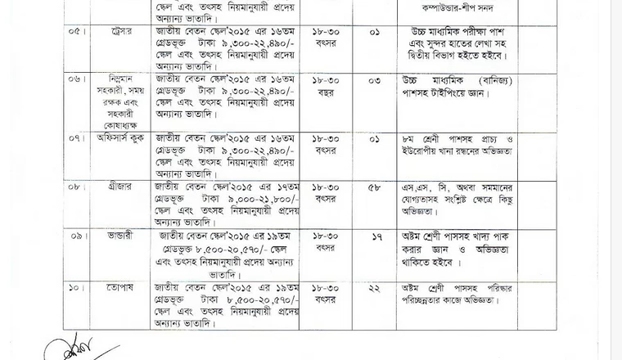 স্কেল এবং তৎসহ নিয়মানুযায়ী প্রদেয়
অন্যান্য ভাতাদি।
কম্পাউন্ডার-শীপ সনদ
০৫।
ট্রেসার
জাতীয় বেতন স্কেল'২০১৫ এর ১৬তম
গ্রেডভূক্ত টাকা ৯,৩০০-২২,৪৯০/-
স্কেল এবং তৎসহ নিয়মানুযায়ী প্রদেয়
অন্যান্য ভাতাদি।
১৮-৩০
বৎসর
০১
উচ্চ মাধ্যমিক পরীক্ষা পাশ
এবং সুন্দর হাতের লেখা সহ
দ্বিতীয় বিভাগ হইতে হইবে।
০৬।
নিম্নমান
সহকারী, সময়
রক্ষক এবং
সহকারী
কোষাধ্যক্ষ
জাতীয় বেতন স্কেল'২০১৫ এর ১৬তম
গ্রেডভূক্ত টাকা ৯,৩০০-২২,৪৯০/-
স্কেল এবং তৎসহ নিয়মানুযায়ী প্রদেয়
অন্যান্য ভাতাদি।
১৮-৩০
বছর
০৩
উচ্চ মাধ্যমিক (বানিজ্য)
পাশসহ টাইপিংয়ে জ্ঞান।
০৭।
অফিসার্স কুক
জাতীয় বেতন স্কেল'২০১৫ এর ১৬তম
গ্রেডভূক্ত টাকা ৯,৩০০-২২,৪৯০/-
স্কেল এবং তৎসহ নিয়মানুযায়ী প্রদেয়
অন্যান্য ভাতাদি।
১৮-৩০
বৎসর
০১
৮ম শ্রেনী পাশসহ প্রাচ্য ও
ইউরোপীয় খানা রন্ধনের অভিজ্ঞতা
০৮।
গ্রীজার
জাতীয় বেতন স্কেল'২০১৫ এর ১৭তম
গ্রেডভূক্ত টাকা ৯,০০০-২১,৮০০/-
স্কেল এবং তৎসহ নিয়মানুযায়ী প্রদেয়
অন্যান্য ভাতাদি।
১৮-৩০
বৎসর
৫৮
এস,এস, সি, অথবা সমমানের
যোগ্যতাসহ সংশ্লিষ্ট ক্ষেত্রে কিছু
অভিজ্ঞতা।
০৯।
ভান্ডারী
জাতীয় বেতন স্কেল'২০১৫ এর ১৯তম
গ্রেডভূক্ত ৮,৫০০-২০,৫৭০/- স্কেল
এবং তৎসহ নিয়মানুযায়ী প্রদেয় অন্যান্য
ভাতাদি।
১৮-৩০
বৎসর
১৭
অষ্টম শ্রেণী পাসসহ খাদ্য পাক
করার জ্ঞান ও অভিজ্ঞতা
থাকিতে হইবে ।
১০।
তোপাষ
জাতীয় বেতন স্কেল'২০১৫ এর ১৯তম
গ্রেডভূক্ত টাকা ৮,৫০০-২০,৫৭০/-
স্কেল এবং তৎসহ নিয়মানুযায়ী প্রদেয়
অন্যান্য ভাতাদি।
১৮-৩০
বৎসর
২২
অষ্টম শ্রেণী পাসসহ পরিষ্কার
পরিচ্ছন্নতার কাজে অভিজ্ঞতা।